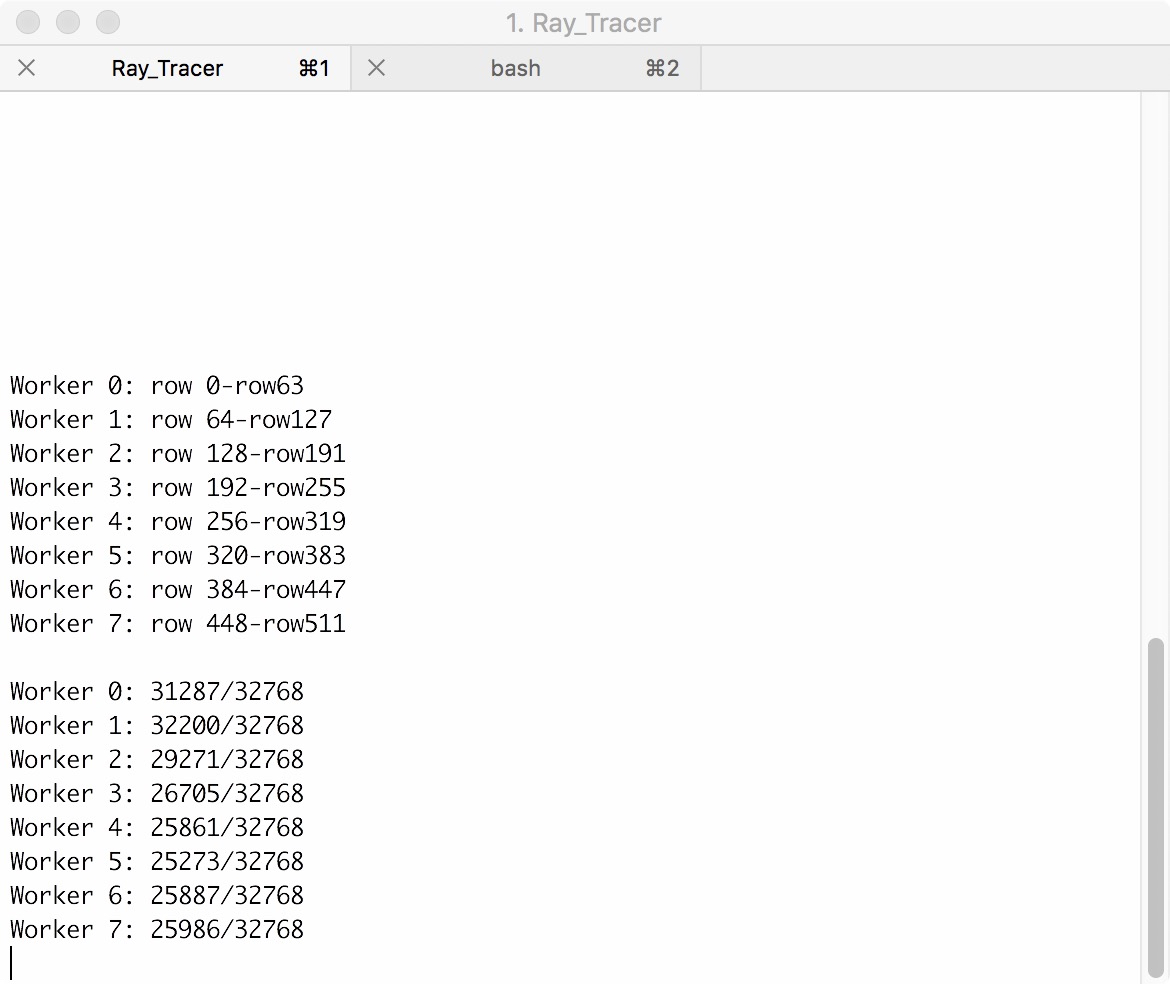 1. Ray_Tracer
Ray_Tracer ⌘1 bash ⌘2
Worker 0: row 0-row63
Worker 1: row 64-row127
Worker 2: row 128-row191
Worker 3: row 192-row255
Worker 4: row 256-row319
Worker 5: row 320-row383
Worker 6: row 384-row447
Worker 7: row 448-row511
Worker 0: 31287/32768
Worker 1: 32200/32768
Worker 2: 29271/32768
Worker 3: 26705/32768
Worker 4: 25861/32768
Worker 5: 25273/32768
Worker 6: 25887/32768
Worker 7: 25986/32768